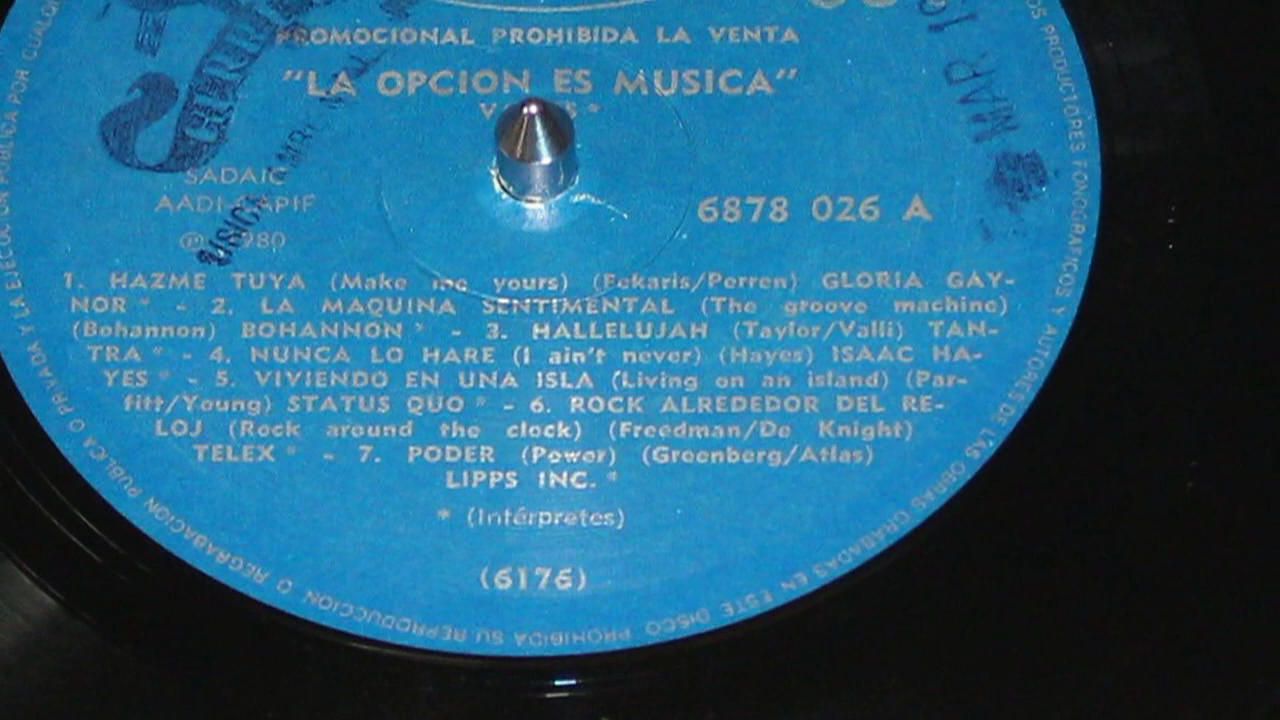 PROMOCIONAL PROHIBIDA LA VENTA
"LA OPCION ES MUSICA"
SADAIC
AADI-CAPIF
℗ 1980
6878 026 A
MAR
1. HAZME TUYA (Make me yours) (Fekaris/Perren) GLORIA GAY-
NOR * - 2. LA MAQUINA SENTIMENTAL (The groove machine)
(Bohannon) BOHANNON * - 3. HALLELUJAH (Taylor/Valli) TAN-
TRA * - 4. NUNCA LO HARE (I ain't never) (Hayes) ISAAC HA-
YES * - 5. VIVIENDO EN UNA ISLA (Living on an island) (Par-
fitt/Young) STATUS QUO * - 6. ROCK ALREDEDOR DEL RE-
LOJ (Rock around the clock) (Freedman/De Knight)
TELEX * - 7. PODER (Power) (Greenberg/Atlas)
LIPPS INC. *
* (Intérpretes)
(6176)
OS PRODUCTORES FONOGRAFICOS Y AUTORES DE LAS OBRAS GRABADAS EN ESTE DISCO PROHIBIDA SU REPRODUCCION O REGRABACION PUBLICA O PRIVADA Y LA EJECUCION PUBLICA POR CUALQ